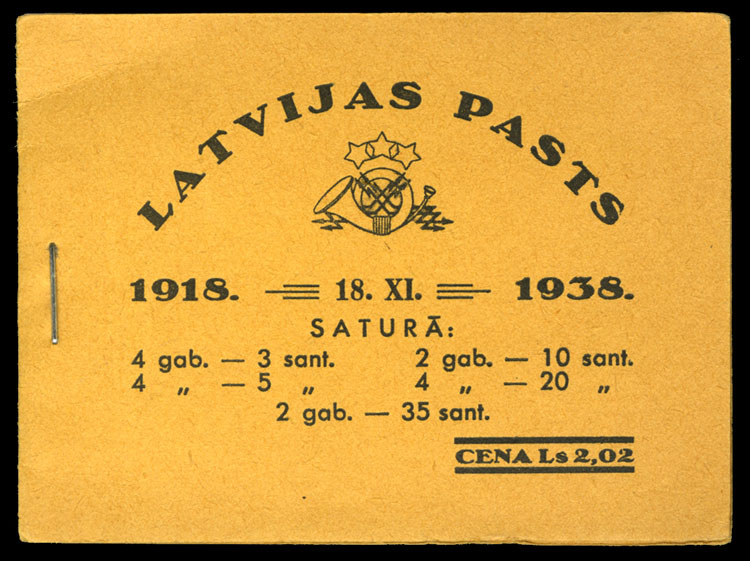 LATVIJAS PASTS
1918. 18. XI. 1938.
SATURĀ:
4 gab. — 3 sant. 2 gab. — 10 sant.
4 „ — 5 „ 4 „ — 20 „
2 gab. — 35 sant.
CENA Ls 2,02